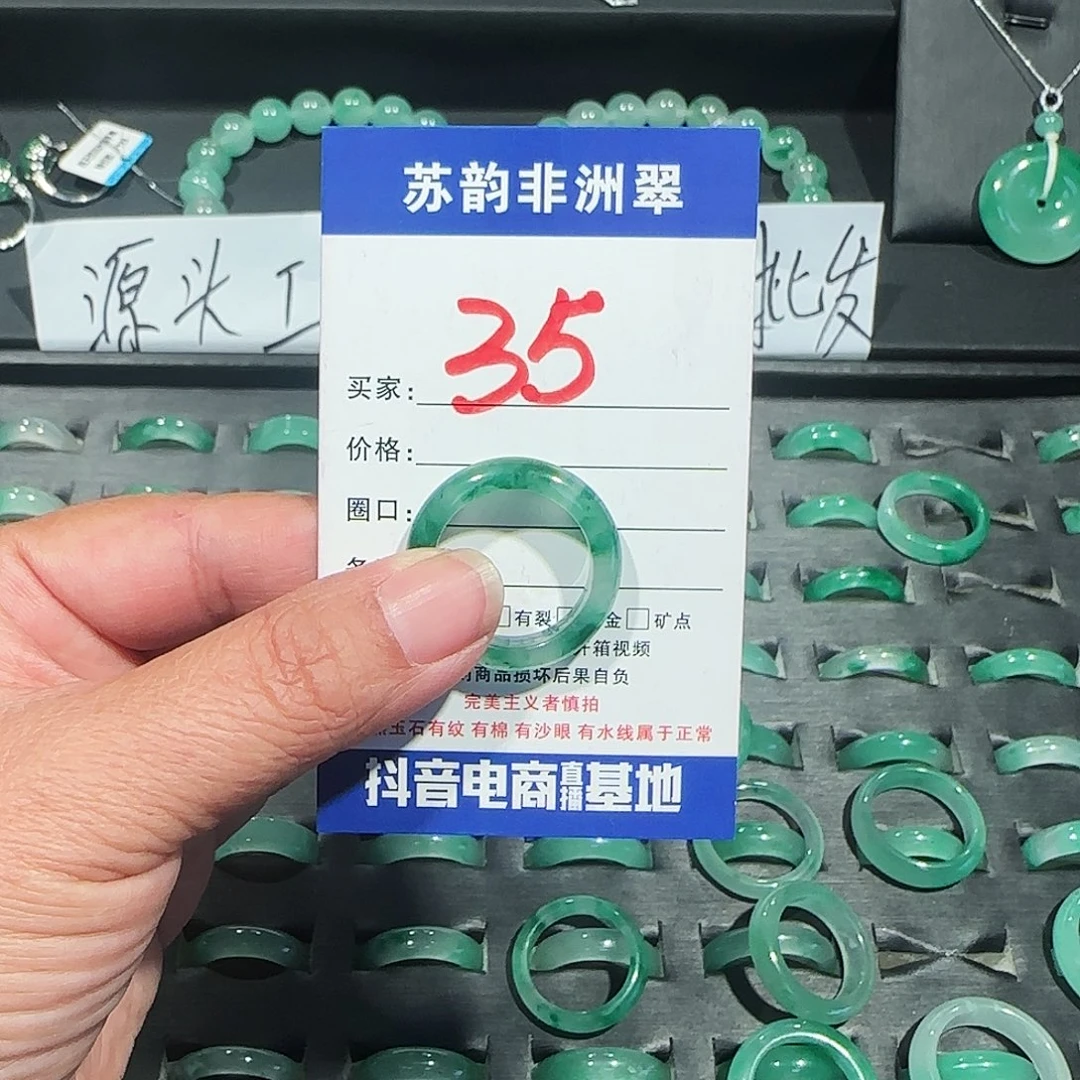 苏韵非洲翠
源头工
批发
35
买家:
价格:
圈口:
有裂 金 矿点
开箱视频
商品损坏后果自负
完美主义者慎拍
玉石有纹 有棉 有沙眼 有水线属于正常
抖音电商直播基地